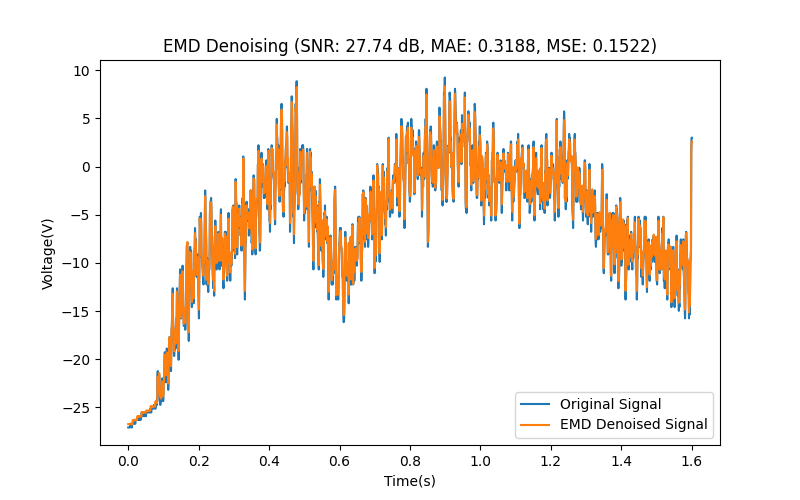 EMD Denoising (SNR: 27.74 dB, MAE: 0.3188, MSE: 0.1522)
10
5
0
−5
−10
−15
−20
−25
Voltage(V)
Original Signal
EMD Denoised Signal
0.0 0.2 0.4 0.6 0.8 1.0 1.2 1.4 1.6
Time(s)